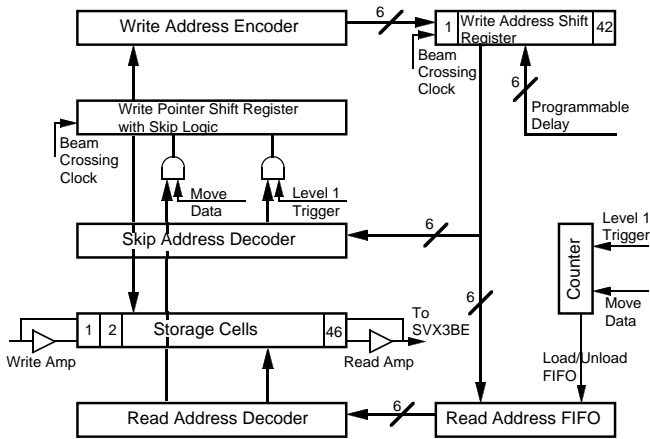 Write Address Encoder
6
1
Write Address Shift
Register
42
Beam
Crossing
Clock
6
Programmable
Delay
Write Pointer Shift Register
with Skip Logic
Beam
Crossing
Clock
Move
Data
Level 1
Trigger
Skip Address Decoder
6
Level 1
Trigger
Counter
Move
Data
6
1
2
Storage Cells
46
To
SVX3BE
Write Amp
Read Amp
Load/Unload
FIFO
Read Address Decoder
6
Read Address FIFO